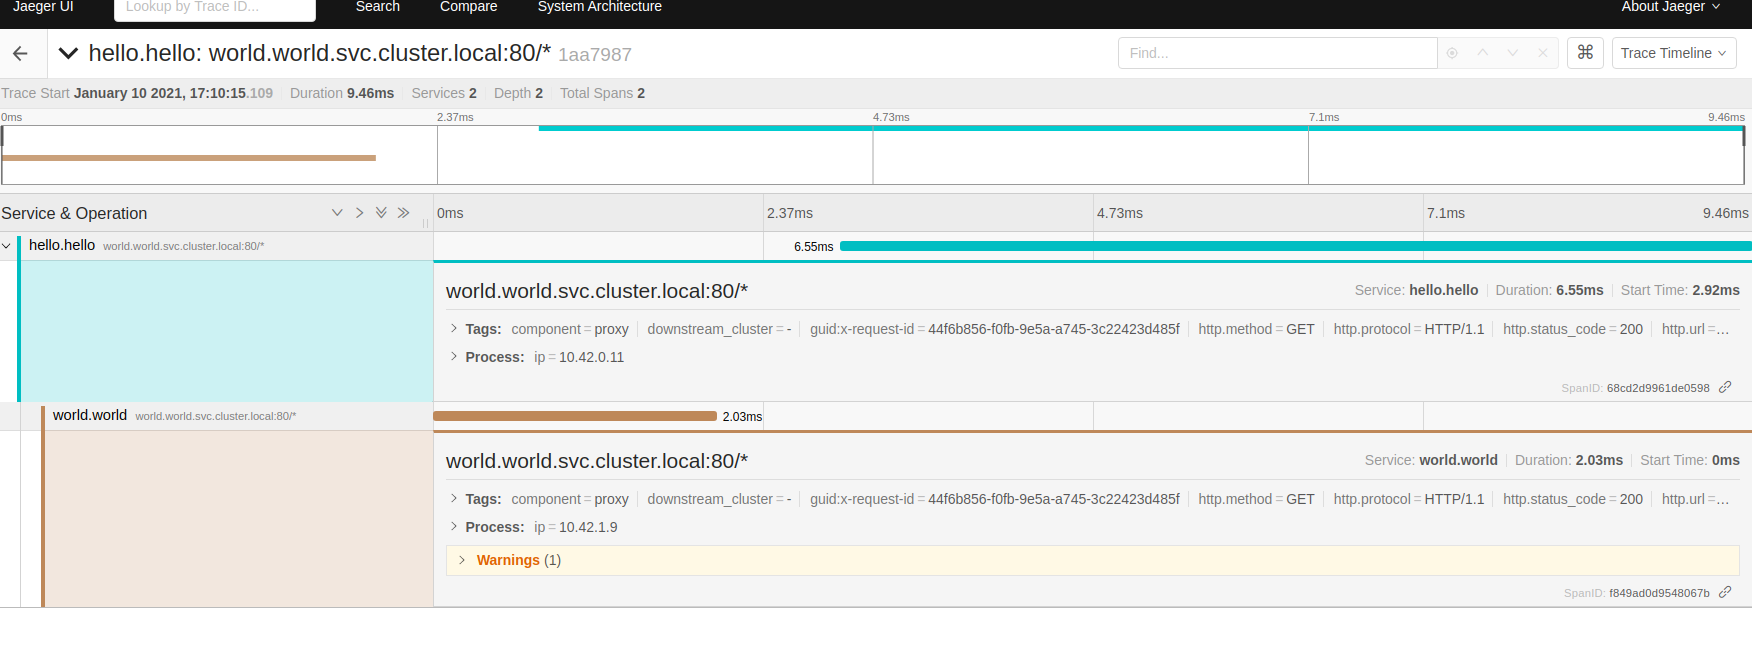 Jaeger UI Lookup by Trace ID... Search Compare System Architecture About Jaeger
hello.hello: world.world.svc.cluster.local:80/* 1aa7987 Find... ⌘ Trace Timeline
Trace Start January 10 2021, 17:10:15.109 Duration 9.46ms Services 2 Depth 2 Total Spans 2
0ms 2.37ms 4.73ms 7.1ms 9.46ms
Service & Operation 0ms 2.37ms 4.73ms 7.1ms 9.46ms
hello.hello world.world.svc.cluster.local:80/* 6.55ms
world.world.svc.cluster.local:80/* Service: hello.hello Duration: 6.55ms Start Time: 2.92ms
Tags: component = proxy downstream_cluster = - guid:x-request-id = 44f6b856-f0fb-9e5a-a745-3c22423d485f http.method = GET http.protocol = HTTP/1.1 http.status_code = 200 http.url =...
Process: ip = 10.42.0.11
SpanID: 68cd2d9961de0598
world.world world.world.svc.cluster.local:80/* 2.03ms
world.world.svc.cluster.local:80/* Service: world.world Duration: 2.03ms Start Time: 0ms
Tags: component = proxy downstream_cluster = - guid:x-request-id = 44f6b856-f0fb-9e5a-a745-3c22423d485f http.method = GET http.protocol = HTTP/1.1 http.status_code = 200 http.url =...
Process: ip = 10.42.1.9
Warnings (1)
SpanID: f849ad0d9548067b